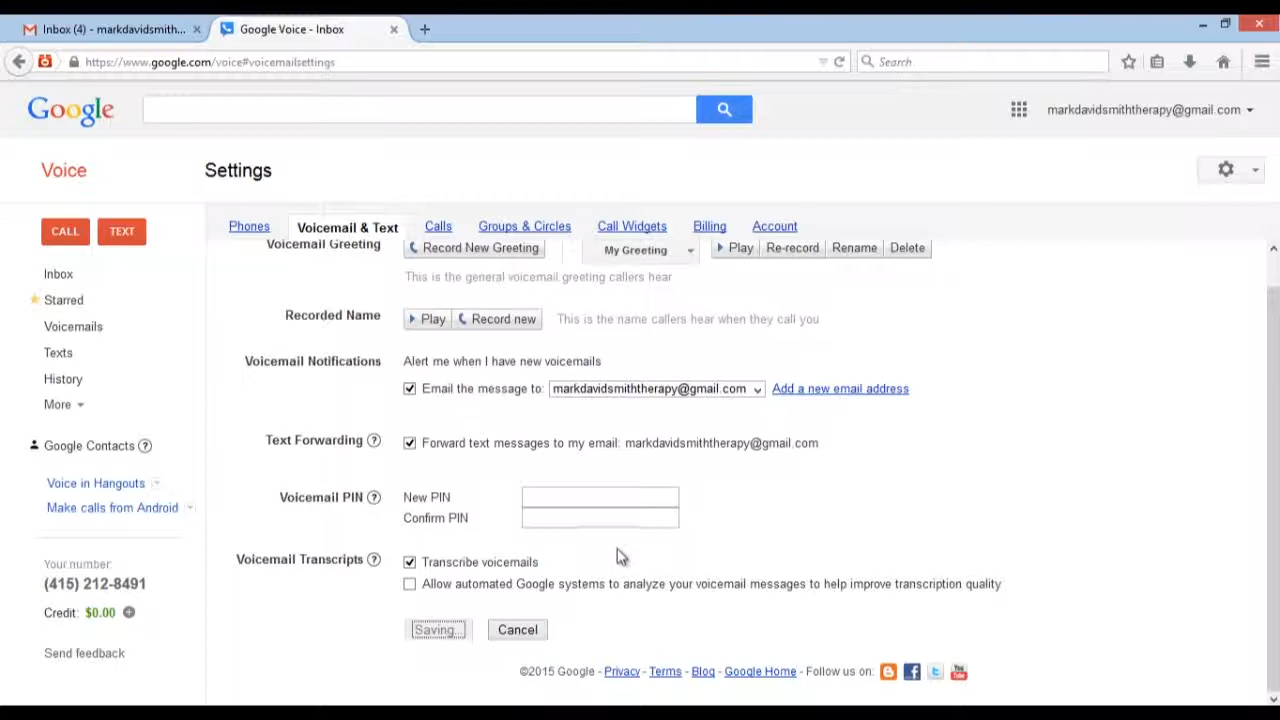 Inbox (4) - markdavidsmith... × Google Voice - Inbox ×
https://www.google.com/voice#voicemailsettings Search
Google markdavidsmiththerapy@gmail.com
Voice Settings
CALL TEXT Phones Voicemail & Text Calls Groups & Circles Call Widgets Billing Account
Voicemail Greeting Record New Greeting My Greeting Play Re-record Rename Delete
Inbox This is the general voicemail greeting callers hear
Starred
Recorded Name Play Record new This is the name callers hear when they call you
Voicemails
Texts Voicemail Notifications Alert me when I have new voicemails
History Email the message to: markdavidsmiththerapy@gmail.com Add a new email address
More
Google Contacts ? Text Forwarding ? Forward text messages to my email: markdavidsmiththerapy@gmail.com
Voice in Hangouts
Voicemail PIN ? New PIN
Make calls from Android Confirm PIN
Your number: Voicemail Transcripts ? Transcribe voicemails
(415) 212-8491 Allow automated Google systems to analyze your voicemail messages to help improve transcription quality
Credit: $0.00
Saving... Cancel
Send feedback
©2015 Google - Privacy - Terms - Blog - Google Home - Follow us on: You Tube